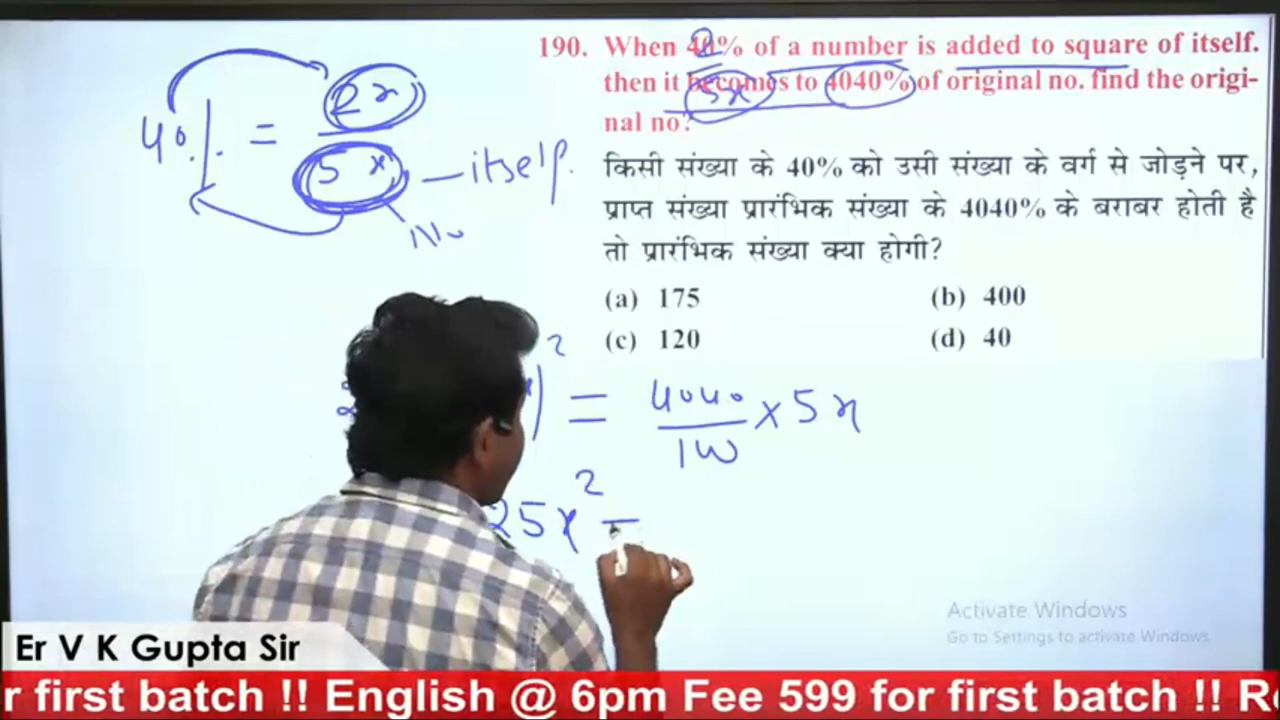 190. When 40% of a number is added to square of itself.
then it becomes to 4040% of original no. find the origi-
nal no?
किसी संख्या के 40% को उसी संख्या के वर्ग से जोड़ने पर,
प्राप्त संख्या प्रारंभिक संख्या के 4040% के बराबर होती है
तो प्रारंभिक संख्या क्या होगी?
(a) 175 (b) 400
(c) 120 (d) 40
2
5x
40% = 2x
5x — itself.
No
2
= 4040 × 5x
100
25x² =
Activate Windows
Go to Settings to activate Windows.
Er V K Gupta Sir
r first batch !! English @ 6pm Fee 599 for first batch !! R